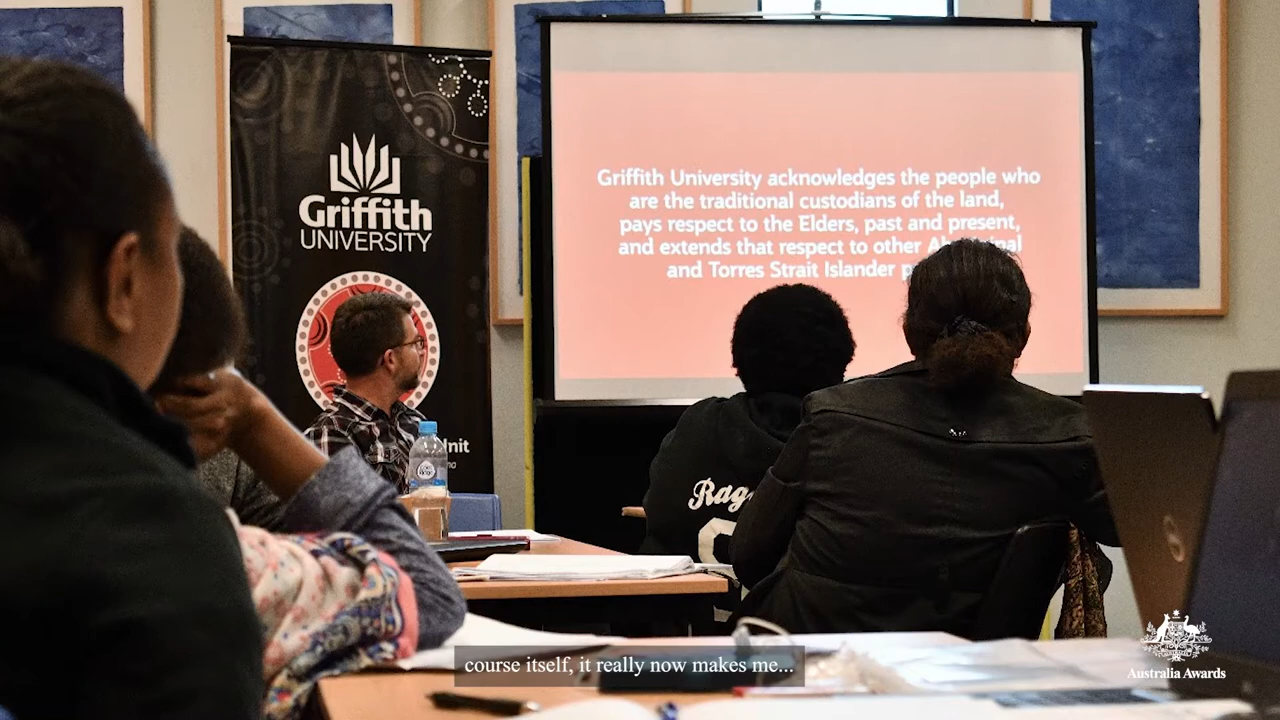 Griffith
UNIVERSITY
Griffith University acknowledges the people who
are the traditional custodians of the land,
pays respect to the Elders, past and present,
and extends that respect to other
and Torres Strait Islander
course itself, it really now makes me...
Australia Awards